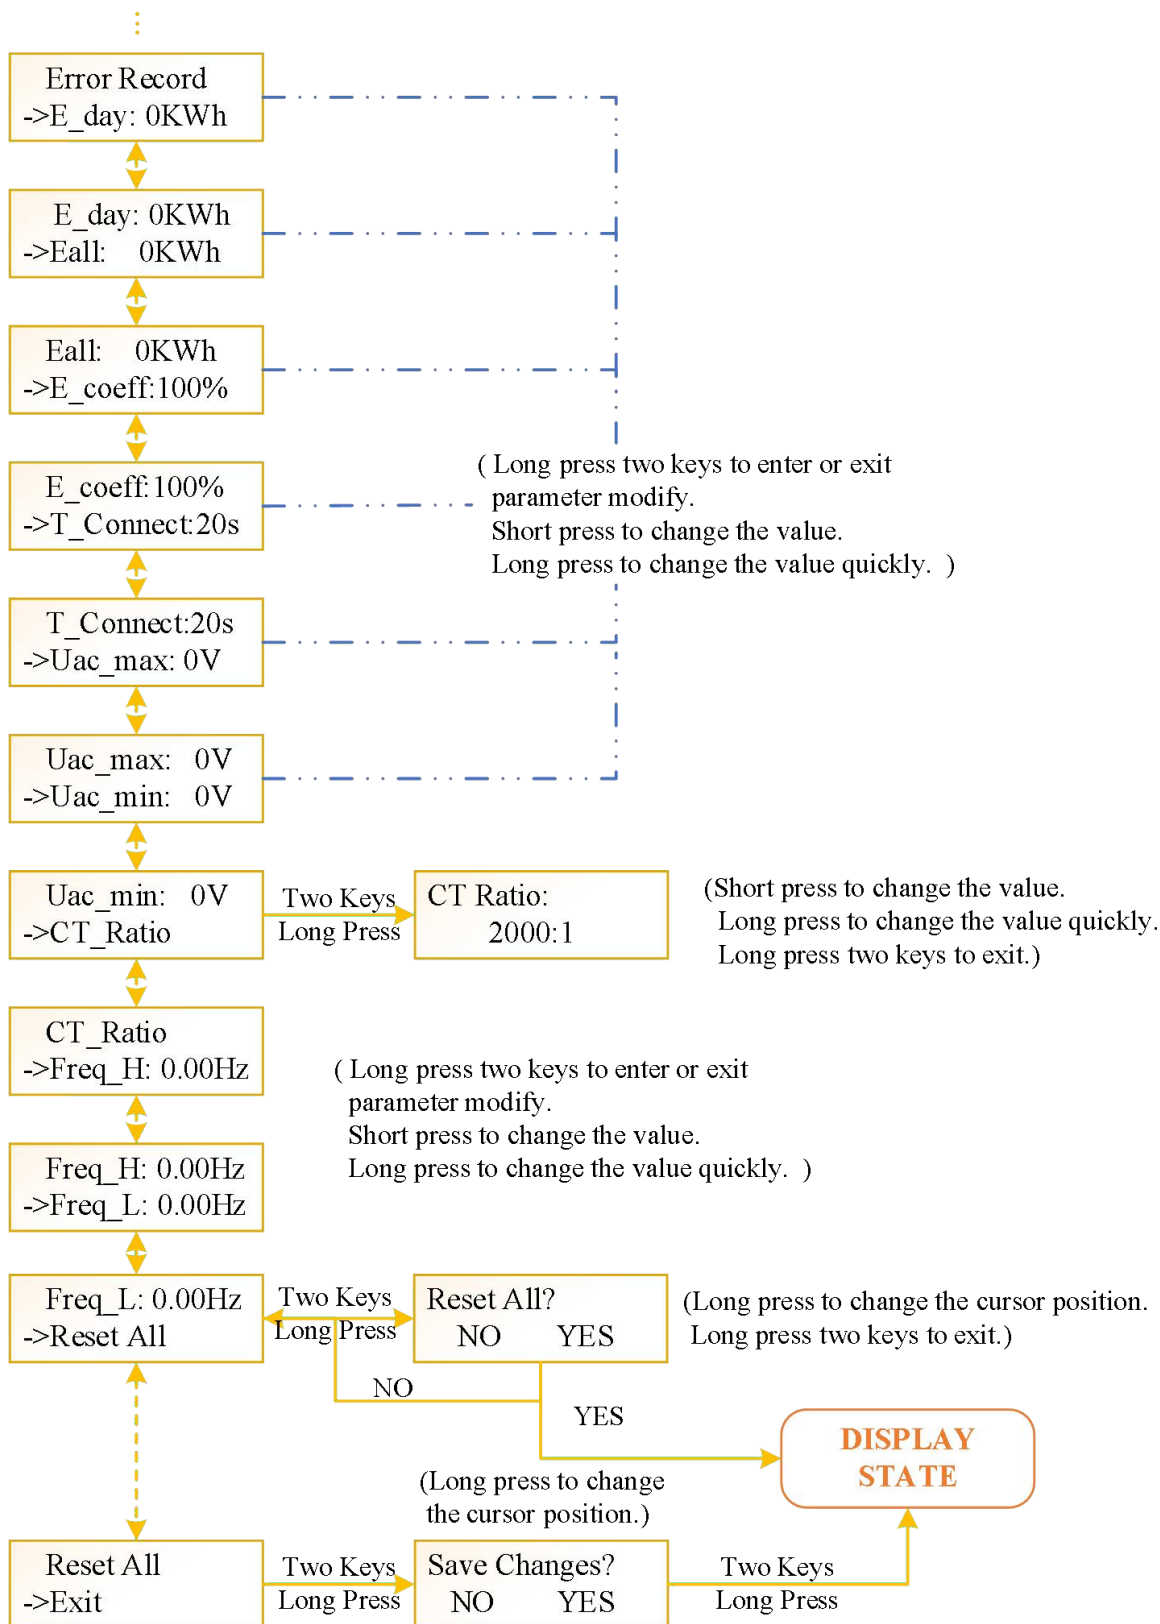 Error Record
->E_day: 0KWh
E_day: 0KWh
->Eall: 0KWh
Eall: 0KWh
->E_coeff:100%
E_coeff:100%
->T_Connect:20s
( Long press two keys to enter or exit
parameter modify.
Short press to change the value.
Long press to change the value quickly. )
T_Connect:20s
->Uac_max: 0V
Uac_max: 0V
->Uac_min: 0V
Uac_min: 0V
->CT_Ratio
Two Keys
Long Press
CT Ratio:
2000:1
(Short press to change the value.
Long press to change the value quickly.
Long press two keys to exit.)
CT_Ratio
->Freq_H: 0.00Hz
( Long press two keys to enter or exit
parameter modify.
Short press to change the value.
Long press to change the value quickly. )
Freq_H: 0.00Hz
->Freq_L: 0.00Hz
Freq_L: 0.00Hz
->Reset All
Two Keys
Long Press
Reset All?
NO YES
(Long press to change the cursor position.
Long press two keys to exit.)
NO
YES
DISPLAY
STATE
(Long press to change
the cursor position.)
Reset All
->Exit
Two Keys
Long Press
Save Changes?
NO YES
Two Keys
Long Press